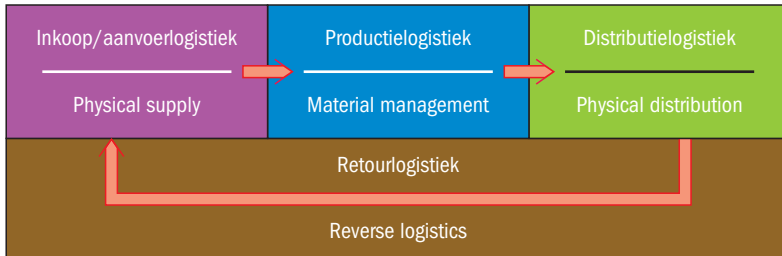 Inkoop/aanvoerlogistiek
Physical supply
Productielogistiek
Material management
Distributielogistiek
Physical distribution
Retourlogistiek
Reverse logistics